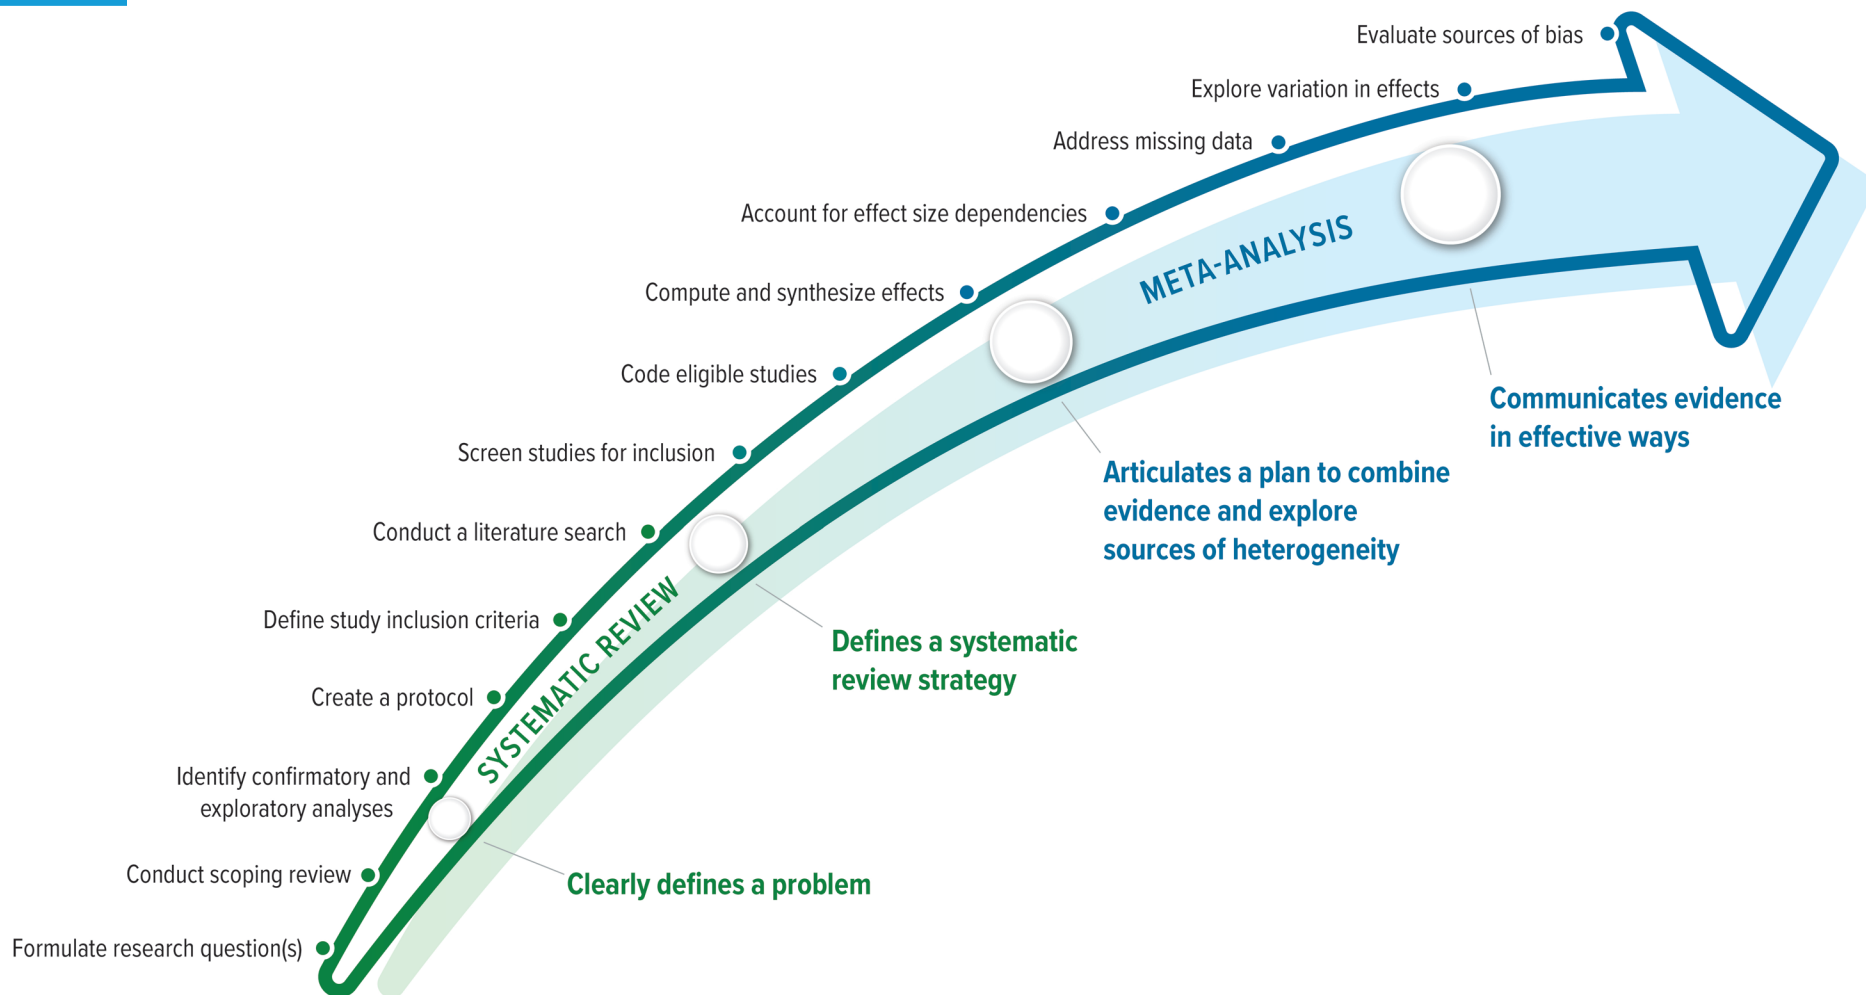 Evaluate sources of bias
Explore variation in effects
Address missing data
Account for effect size dependencies
Compute and synthesize effects
Code eligible studies
Screen studies for inclusion
Conduct a literature search
Define study inclusion criteria
Create a protocol
Identify confirmatory and
exploratory analyses
Conduct scoping review
Formulate research question(s)
META-ANALYSIS
SYSTEMATIC REVIEW
Communicates evidence
in effective ways
Articulates a plan to combine
evidence and explore
sources of heterogeneity
Defines a systematic
review strategy
Clearly defines a problem